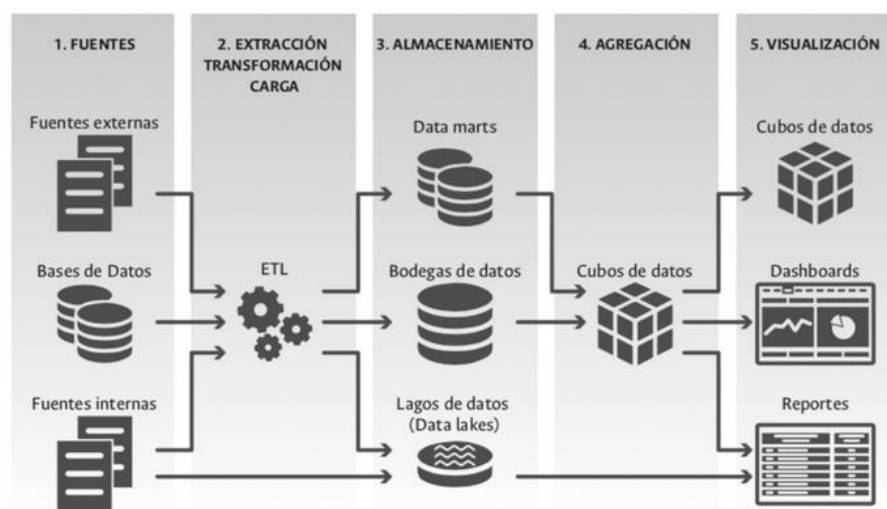 1. FUENTES
2. EXTRACCIÓN
TRANSFORMACIÓN
CARGA
3. ALMACENAMIENTO
4. AGREGACIÓN
5. VISUALIZACIÓN
Fuentes externas
Data marts
Cubos de datos
Bases de Datos
ETL
Bodegas de datos
Cubos de datos
Dashboards
Fuentes internas
Lagos de datos
(Data lakes)
Reportes